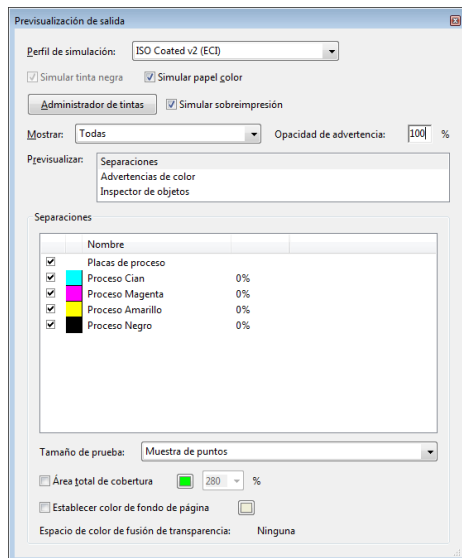 Previsualización de salida
Perfil de simulación: ISO Coated v2 (ECI)
Simular tinta negra Simular papel color
Administrador de tintas Simular sobreimpresión
Mostrar: Todas Opacidad de advertencia: 100 %
Previsualizar: Separaciones
Advertencias de color
Inspector de objetos
Separaciones
Nombre
Placas de proceso
Proceso Cian 0%
Proceso Magenta 0%
Proceso Amarillo 0%
Proceso Negro 0%
Tamaño de prueba: Muestra de puntos
Área total de cobertura 280 %
Establecer color de fondo de página
Espacio de color de fusión de transparencia: Ninguna